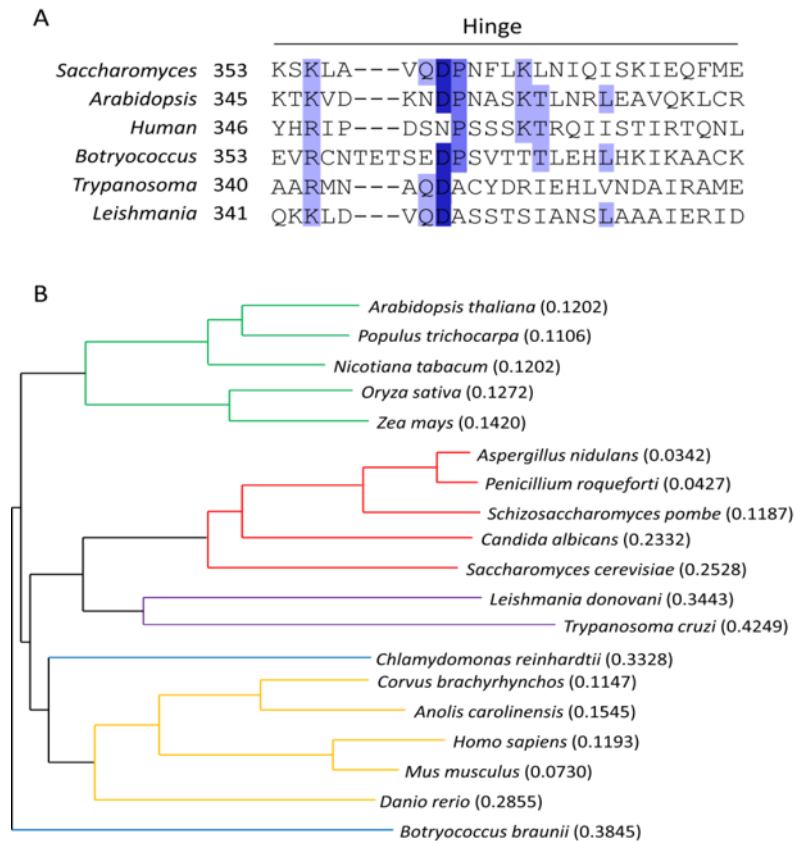 A
Hinge
Saccharomyces 353 KSKLA---VQDPNFLKLNIQISKIEQFME
Arabidopsis 345 KTKVD---KNDPNASKTLNRLEAVQKLCR
Human 346 YHRIP---DSNPSSSKTRQIISTIRTQNL
Botryococcus 353 EVRCNTETSEDPSVTTTLEHLHKIKAACK
Trypanosoma 340 AARMN---AQDACYDRIEHLVNDAIRAME
Leishmania 341 QKKLD---VQDASSTSIANSLAAAIERID
B
Arabidopsis thaliana (0.1202)
Populus trichocarpa (0.1106)
Nicotiana tabacum (0.1202)
Oryza sativa (0.1272)
Zea mays (0.1420)
Aspergillus nidulans (0.0342)
Penicillium roqueforti (0.0427)
Schizosaccharomyces pombe (0.1187)
Candida albicans (0.2332)
Saccharomyces cerevisiae (0.2528)
Leishmania donovani (0.3443)
Trypanosoma cruzi (0.4249)
Chlamydomonas reinhardtii (0.3328)
Corvus brachyrhynchos (0.1147)
Anolis carolinensis (0.1545)
Homo sapiens (0.1193)
Mus musculus (0.0730)
Danio rerio (0.2855)
Botryococcus braunii (0.3845)